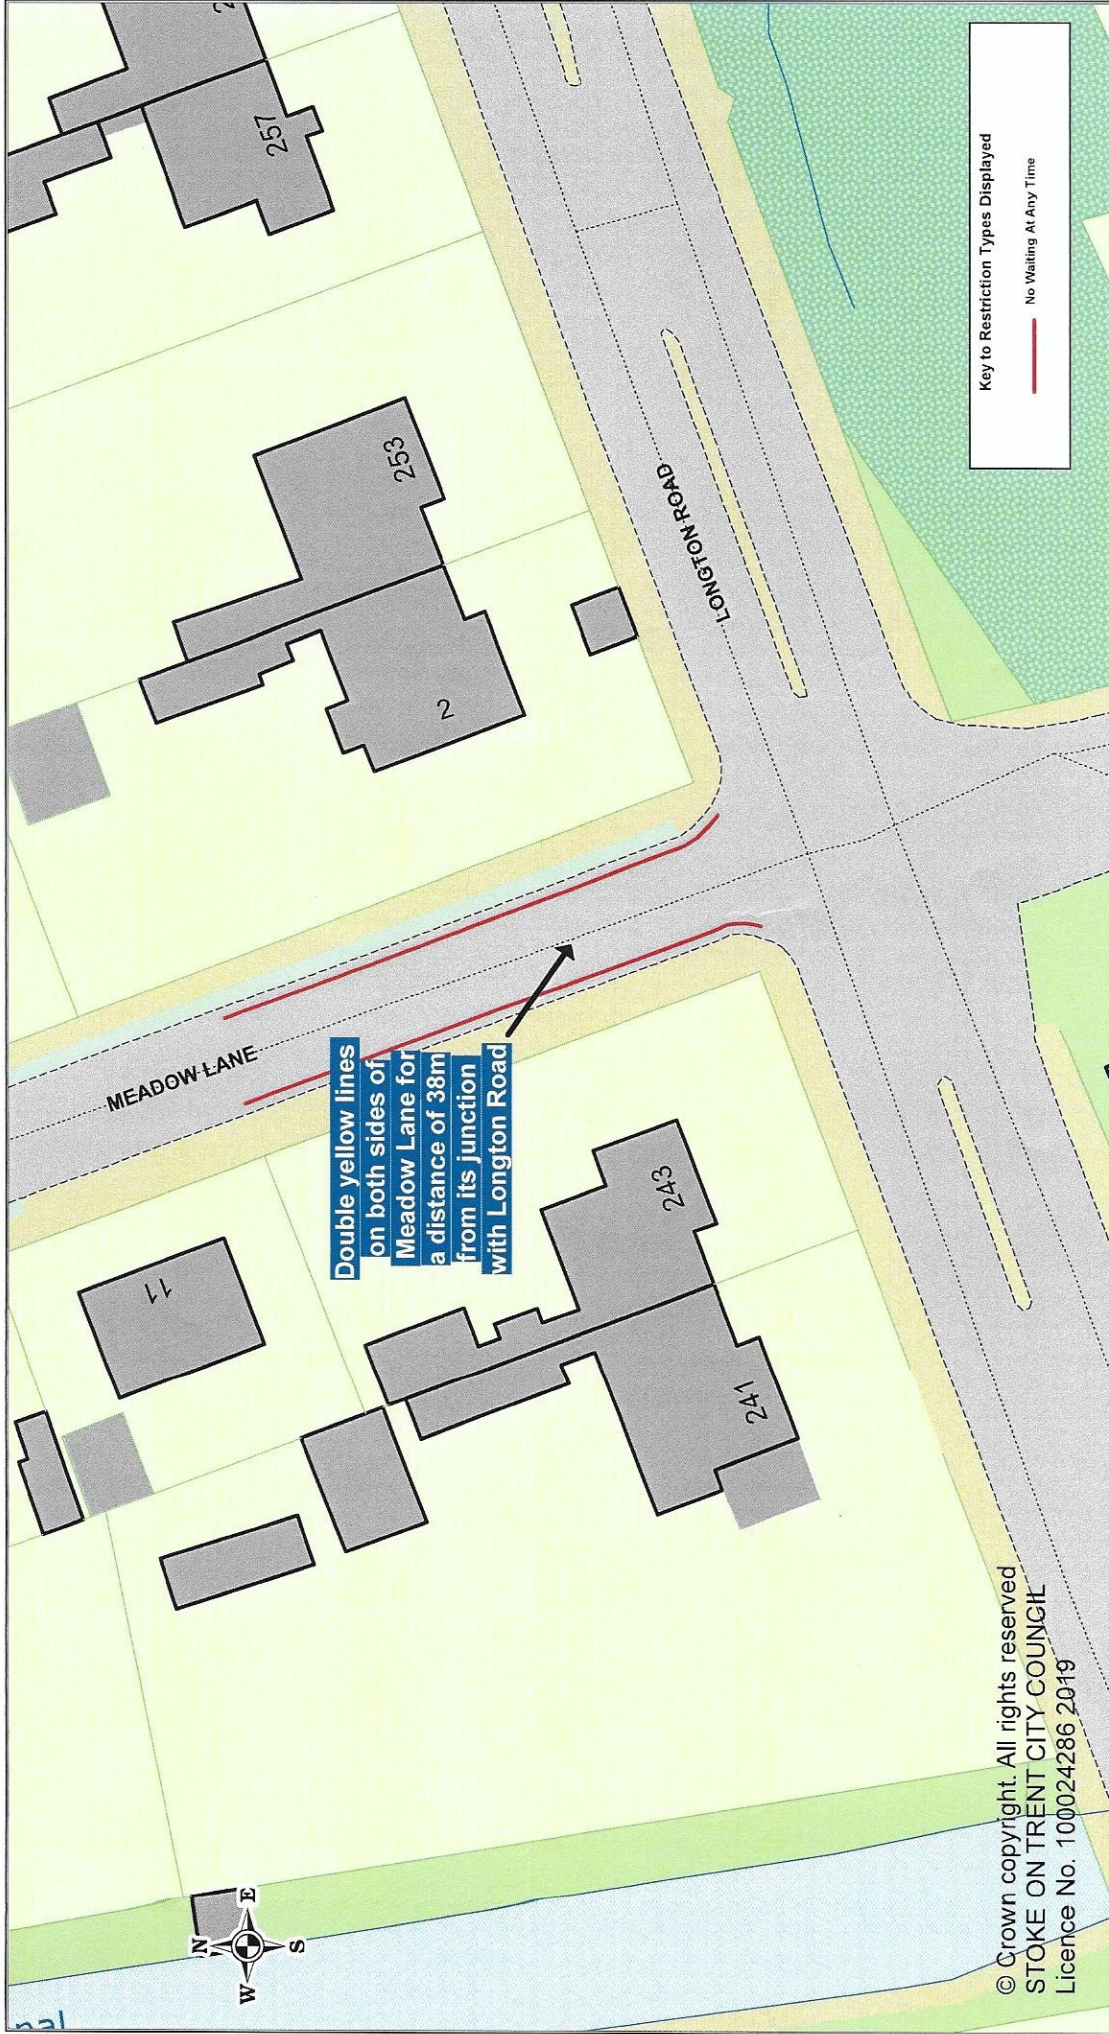 257
253
2
LONGTON ROAD
MEADOW LANE
Double yellow lines
on both sides of
Meadow Lane for
a distance of 38m
from its junction
with Longton Road
11
243
241
Key to Restriction Types Displayed
No Waiting At Any Time
N
W
E
S
© Crown copyright. All rights reserved
STOKE ON TRENT CITY COUNCIL
Licence No. 100024286 2019